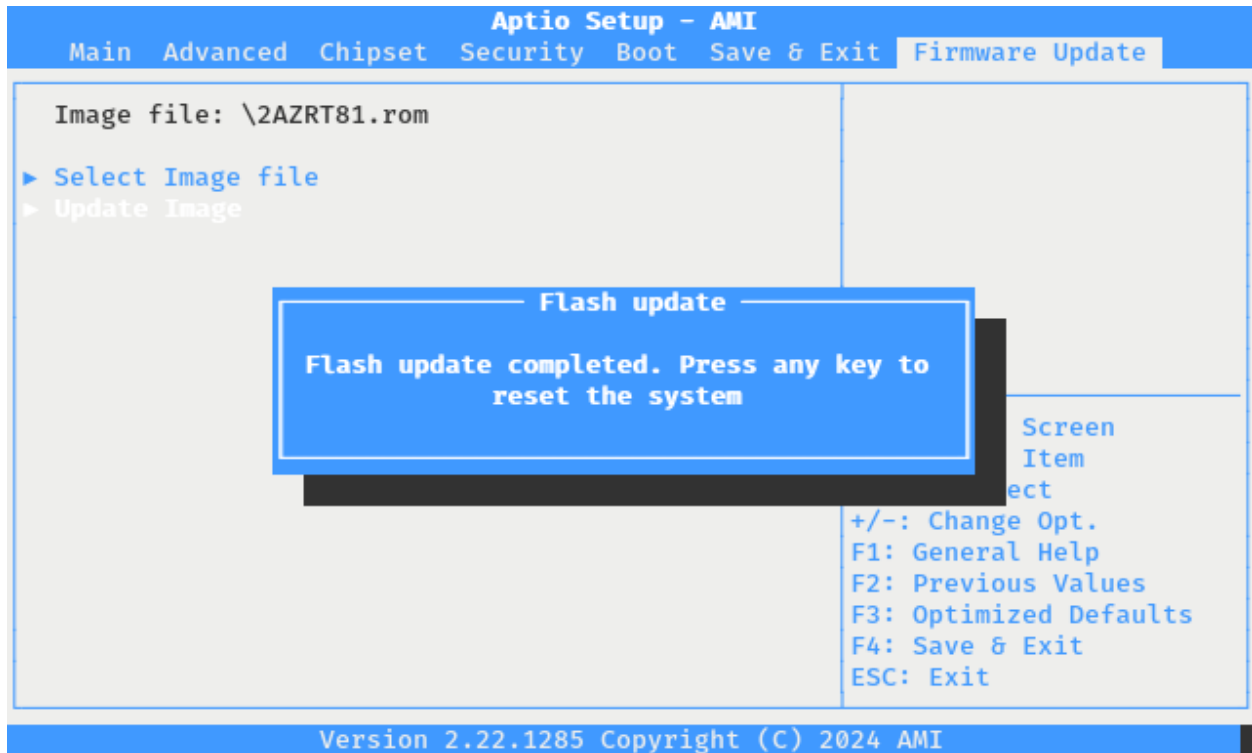 Aptio Setup – AMI
Main Advanced Chipset Security Boot Save & Exit Firmware Update
Image file: \2AZRT81.rom
► Select Image file
► Update Image
Flash update
Flash update completed. Press any key to
reset the system
Screen
Item
+/-: Change Opt.
F1: General Help
F2: Previous Values
F3: Optimized Defaults
F4: Save & Exit
ESC: Exit
Version 2.22.1285 Copyright (C) 2024 AMI